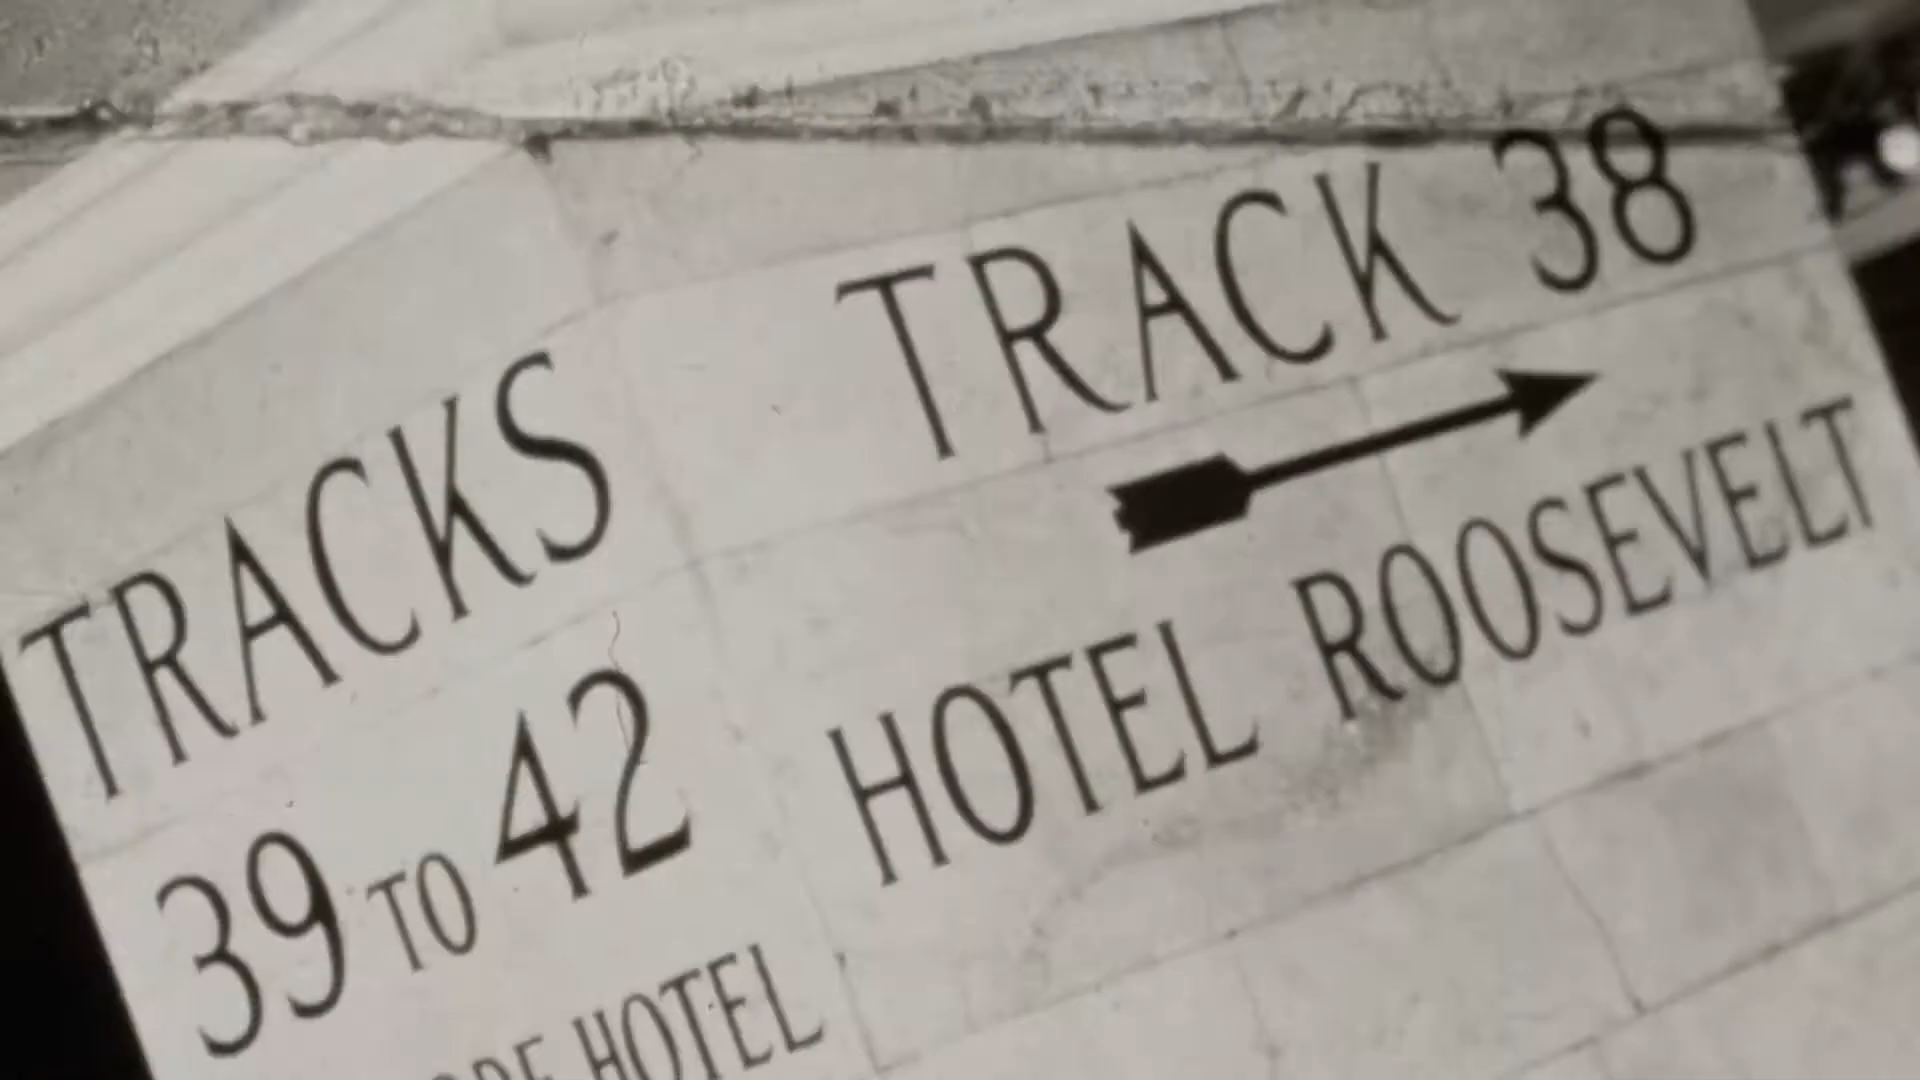 TRACKS
39 TO 42
HOTEL
TRACK 38
HOTEL ROOSEVELT